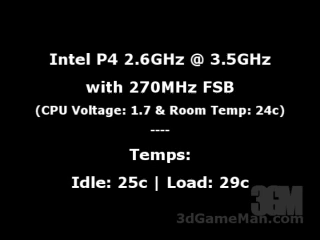 Intel P4 2.6GHz @ 3.5GHz
with 270MHz FSB
(CPU Voltage: 1.7 & Room Temp: 24c)
----
Temps:
Idle: 25c | Load: 29c
3GM
3dGameMan.com